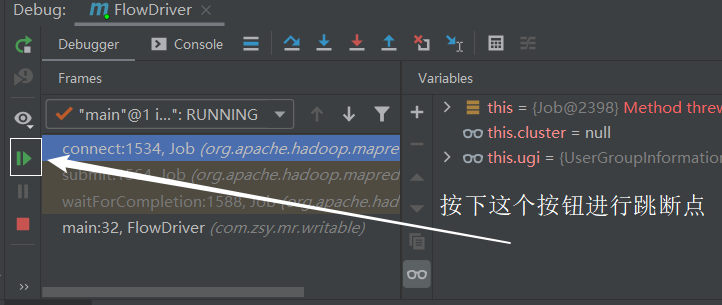 Debug: FlowDriver ×
Debugger Console
Frames
Variables
"main"@1 i...": RUNNING
connect:1534, Job (org.apache.hadoop.mapred
submit:1564, Job (org.apache.hadoop.mapred
waitForCompletion:1588, Job (org.apache.had
main:32, FlowDriver (com.zsy.mr.writable)
this = {Job@2398} Method threw
this.cluster = null
this.ugi = {UserGroupInformation
按下这个按钮进行跳断点